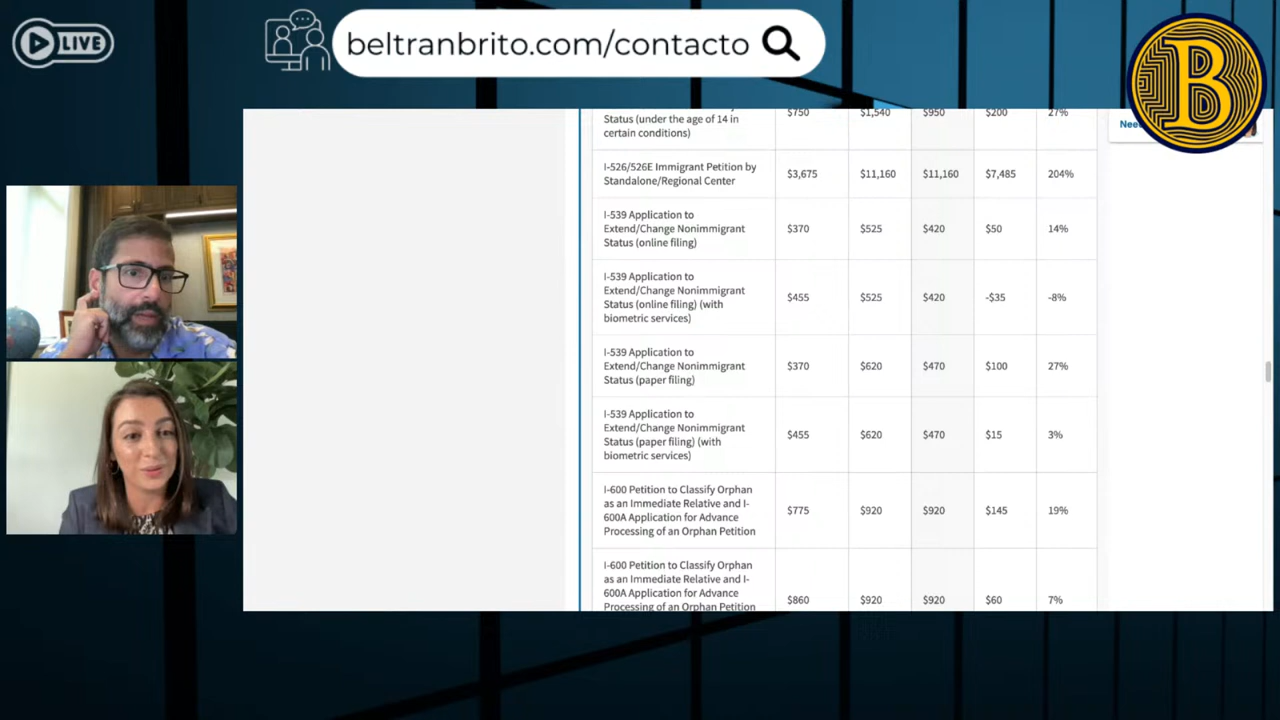 LIVE
beltranbrito.com/contacto
B
Status (under the age of 14 in
certain conditions)
$750 $1,540 $950 $200 27%
Nee
I-526/526E Immigrant Petition by
Standalone/Regional Center
$3,675 $11,160 $11,160 $7,485 204%
I-539 Application to
Extend/Change Nonimmigrant
Status (online filing)
$370 $525 $420 $50 14%
I-539 Application to
Extend/Change Nonimmigrant
Status (online filing) (with
biometric services)
$455 $525 $420 -$35 -8%
I-539 Application to
Extend/Change Nonimmigrant
Status (paper filing)
$370 $620 $470 $100 27%
I-539 Application to
Extend/Change Nonimmigrant
Status (paper filing) (with
biometric services)
$455 $620 $470 $15 3%
I-600 Petition to Classify Orphan
as an Immediate Relative and I-
600A Application for Advance
Processing of an Orphan Petition
$775 $920 $920 $145 19%
I-600 Petition to Classify Orphan
as an Immediate Relative and I-
600A Application for Advance
Processing of an Orphan Petition
$860 $920 $920 $60 7%